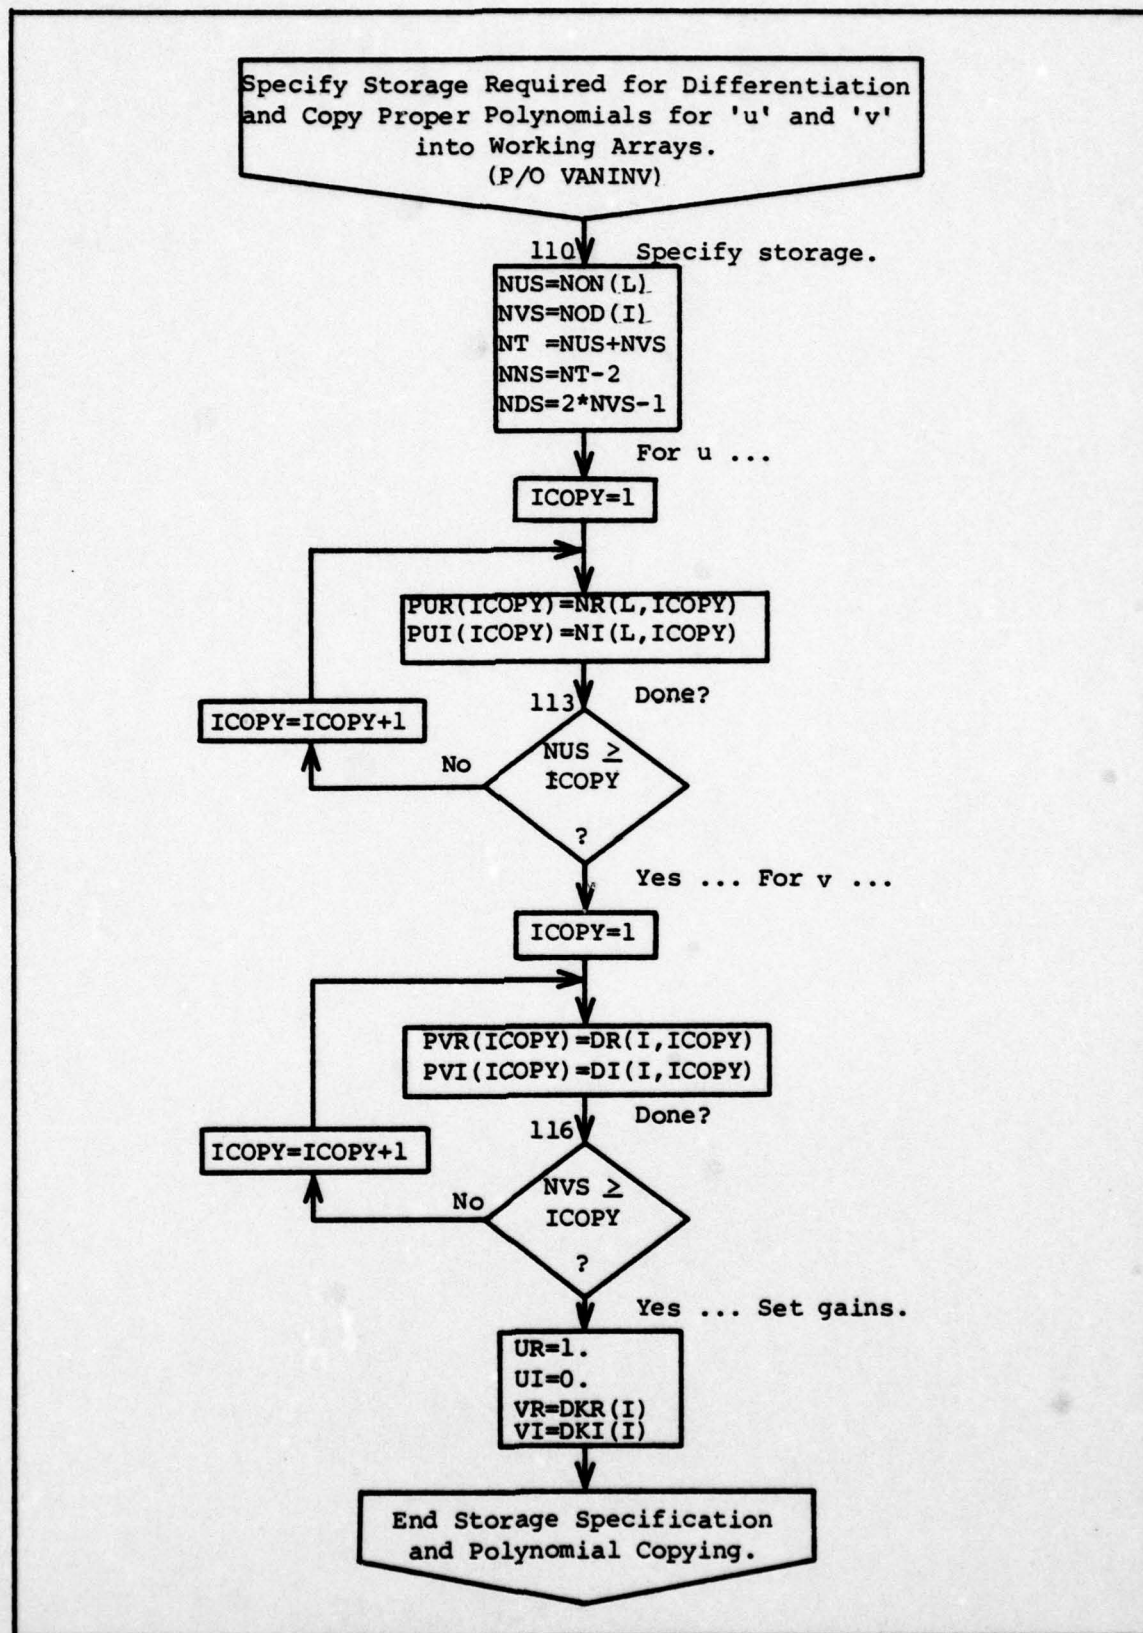 Specify Storage Required for Differentiation
and Copy Proper Polynomials for 'u' and 'v'
into Working Arrays.
(P/O VANINV)
110
Specify storage.
NUS=NON(L)
NVS=NOD(I)
NT =NUS+NVS
NNS=NT-2
NDS=2*NVS-1
For u ...
ICOPY=1
PUR(ICOPY)=NR(L,ICOPY)
PUI(ICOPY)=NI(L,ICOPY)
113
Done?
ICOPY=ICOPY+1
No
NUS ≥
ICOPY
?
Yes ... For v ...
ICOPY=1
PVR(ICOPY)=DR(I,ICOPY)
PVI(ICOPY)=DI(I,ICOPY)
116
Done?
ICOPY=ICOPY+1
No
NVS ≥
ICOPY
?
Yes ... Set gains.
UR=1.
UI=0.
VR=DKR(I)
VI=DKI(I)
End Storage Specification
and Polynomial Copying.